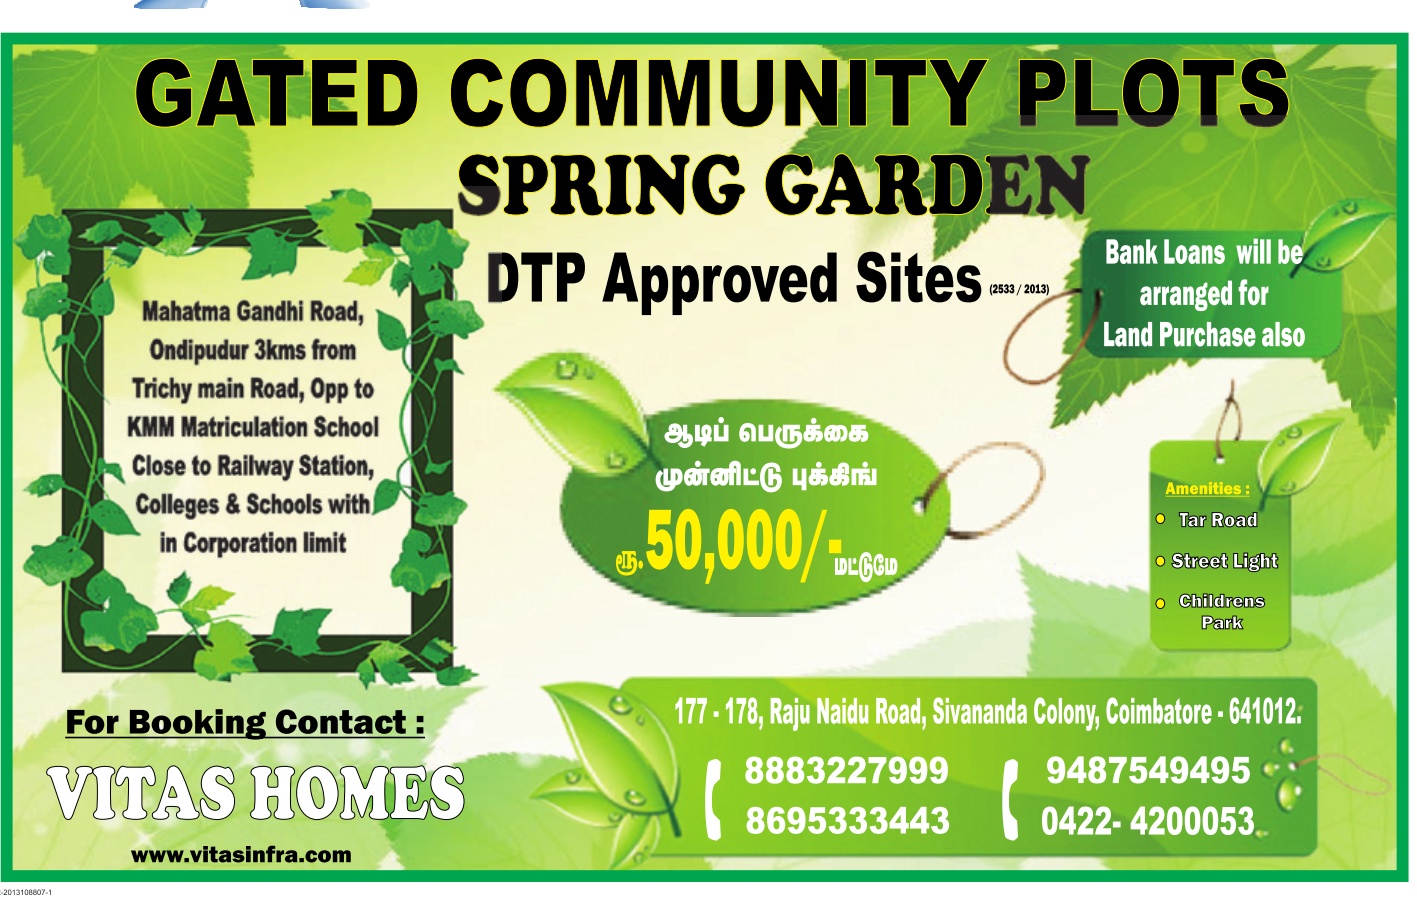 GATED COMMUNITY PLOTS
SPRING GARDEN
DTP Approved Sites (2533 / 2013)
Bank Loans will be
arranged for
Land Purchase also
Mahatma Gandhi Road,
Ondipudur 3kms from
Trichy main Road, Opp to
KMM Matriculation School
Close to Railway Station,
Colleges & Schools with
in Corporation limit
ஆடிப் பெருக்கை
முன்னிட்டு புக்கிங்
ரூ.50,000/- மட்டுமே
Amenities :
Tar Road
Street Light
Childrens
Park
For Booking Contact :
VITAS HOMES
www.vitasinfra.com
177 - 178, Raju Naidu Road, Sivananda Colony, Coimbatore - 641012.
8883227999
8695333443
9487549495
0422- 4200053
-2013108807-1